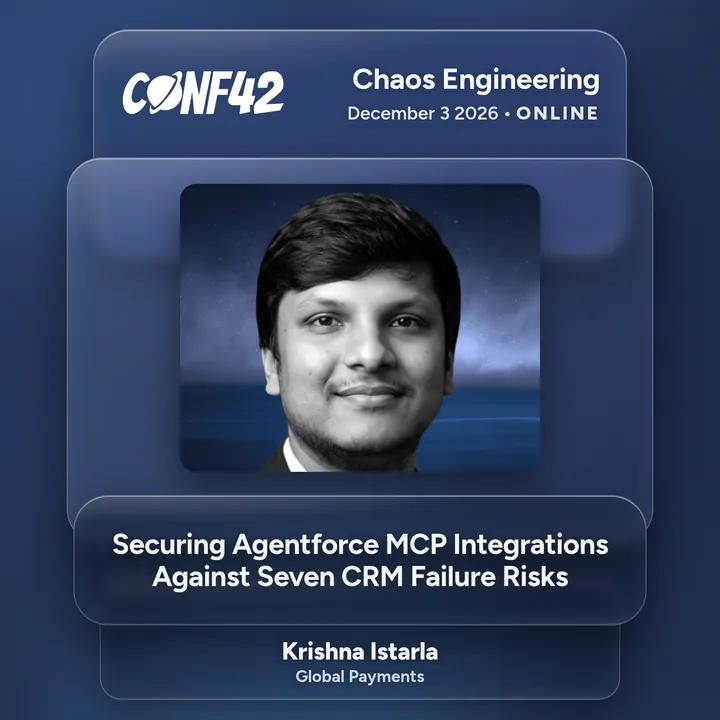 CONF42
Chaos Engineering
December 3 2026 • ONLINE
Securing Agentforce MCP Integrations
Against Seven CRM Failure Risks
Krishna Istarla
Global Payments